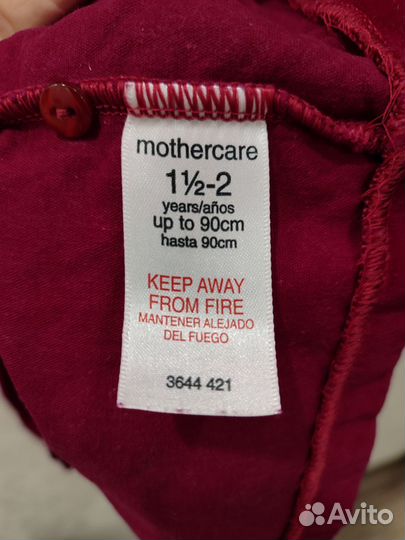 mothercare
1½-2
years/años
up to 90cm
hasta 90cm
KEEP AWAY
FROM FIRE
MANTENER ALEJADO
DEL FUEGO
3644 421
Avito